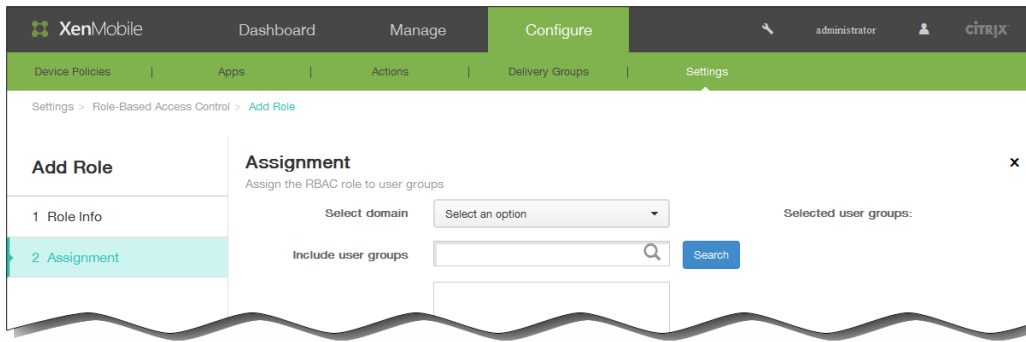 XenMobile Dashboard Manage Configure administrator CITRIX
Device Policies | Apps | Actions | Delivery Groups | Settings
Settings > Role-Based Access Control > Add Role
Add Role
1 Role Info
2 Assignment
Assignment x
Assign the RBAC role to user groups
Select domain Select an option Selected user groups:
Include user groups Search